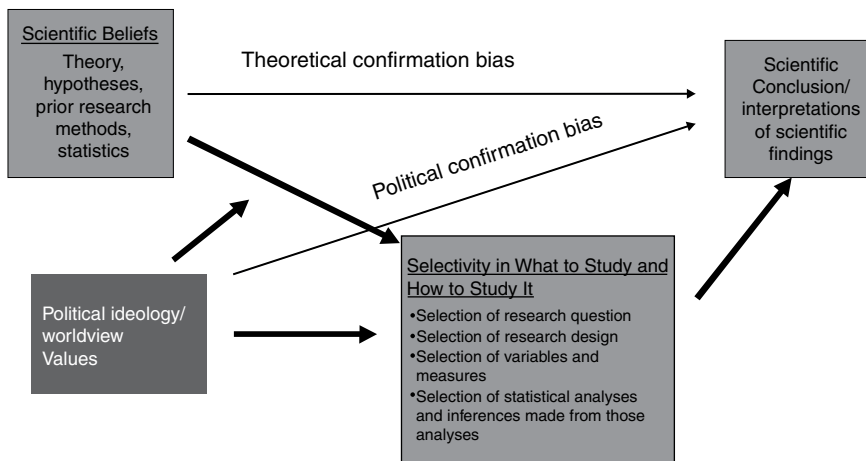 Scientific Beliefs
Theory,
hypotheses,
prior research
methods,
statistics
Theoretical confirmation bias
Political confirmation bias
Scientific
Conclusion/
interpretations
of scientific
findings
Political ideology/
worldview
Values
Selectivity in What to Study and
How to Study It
•Selection of research question
•Selection of research design
•Selection of variables and
measures
•Selection of statistical analyses
and inferences made from those
analyses